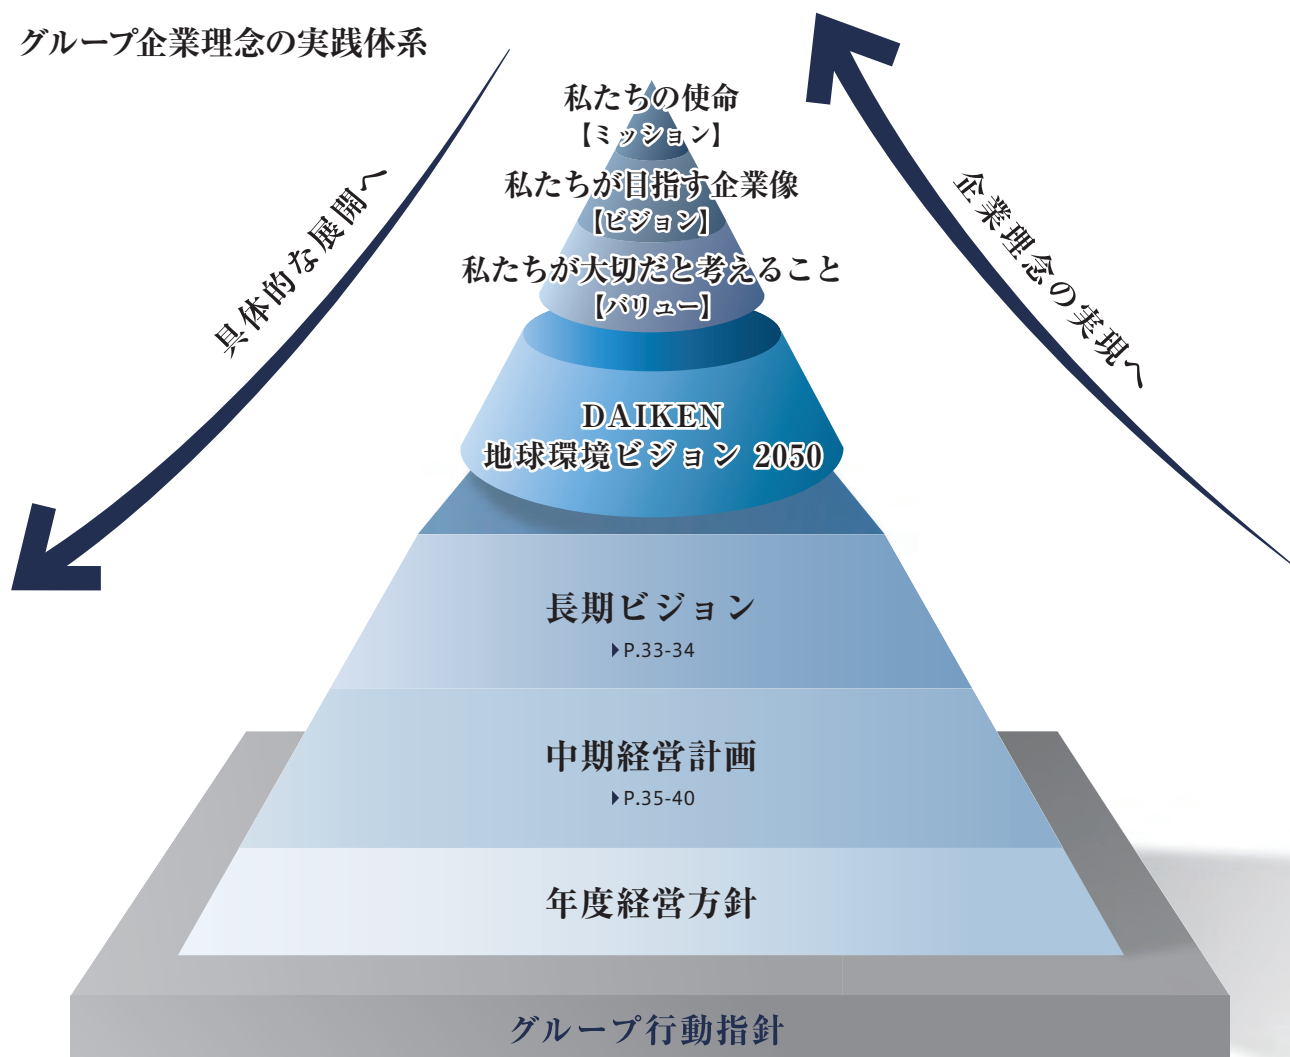 グループ企業理念の実践体系
私たちの使命
【ミッション】
私たちが目指す企業像
【ビジョン】
私たちが大切だと考えること
【バリュー】
具体的な展開へ
企業理念の実現へ
DAIKEN
地球環境ビジョン 2050
長期ビジョン
P.33-34
中期経営計画
P.35-40
年度経営方針
グループ行動指針